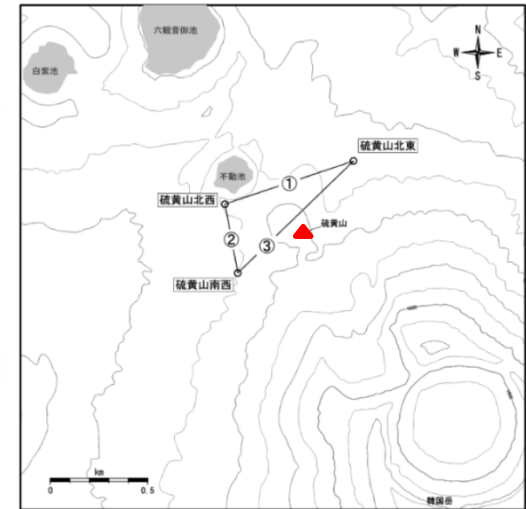 六観音御池
N
W E
S
白紫池
硫黄山北東
不動池
①
硫黄山北西
硫黄山
②
③
硫黄山南西
km
0 0.5
韓国岳